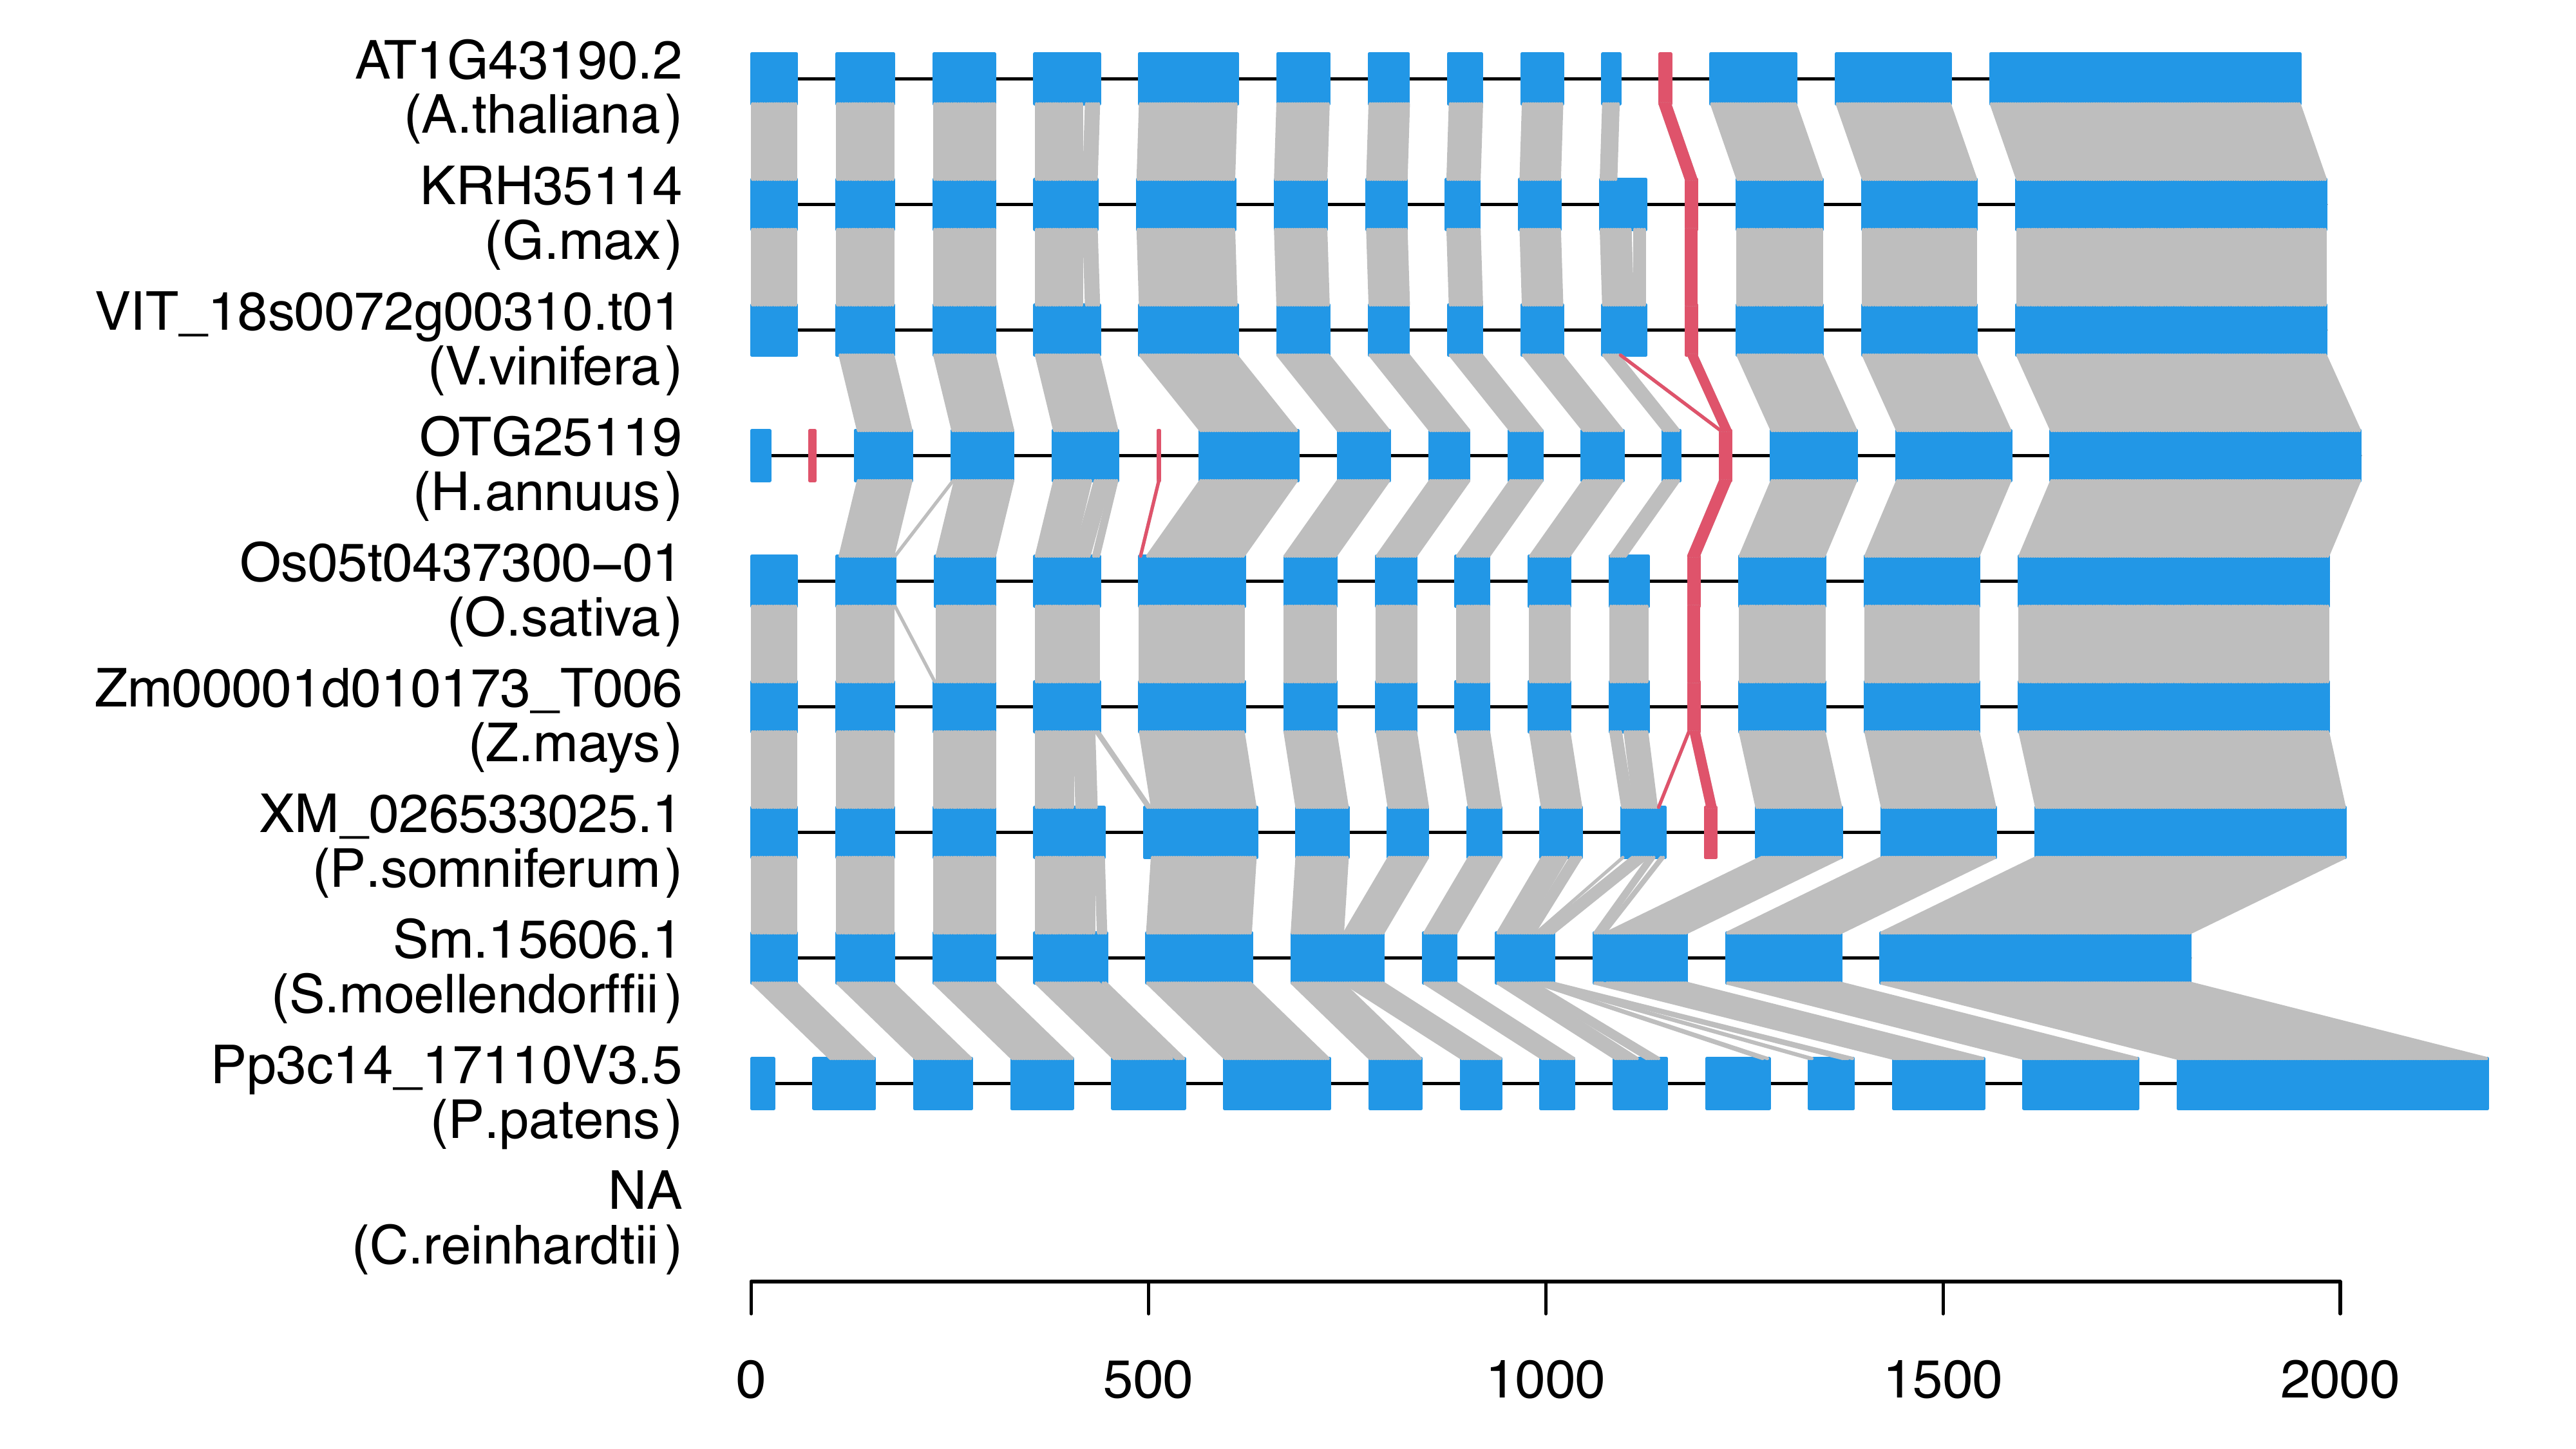 AT1G43190.2
(A.thaliana)
KRH35114
(G.max)
VIT_18s0072g00310.t01
(V.vinifera)
OTG25119
(H.annuus)
Os05t0437300−01
(O.sativa)
Zm00001d010173_T006
(Z.mays)
XM_026533025.1
(P.somniferum)
Sm.15606.1
(S.moellendorffii)
Pp3c14_17110V3.5
(P.patens)
NA
(C.reinhardtii)
0 500 1000 1500 2000